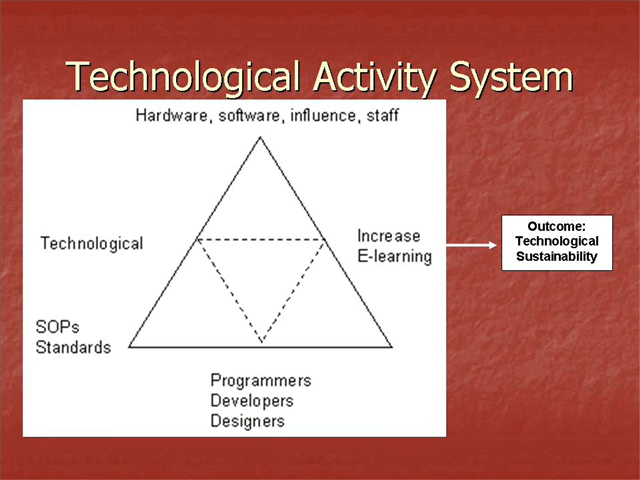 Technological Activity System
Hardware, software, influence, staff
Technological
Increase
E-learning
Outcome:
Technological
Sustainability
SOPs
Standards
Programmers
Developers
Designers